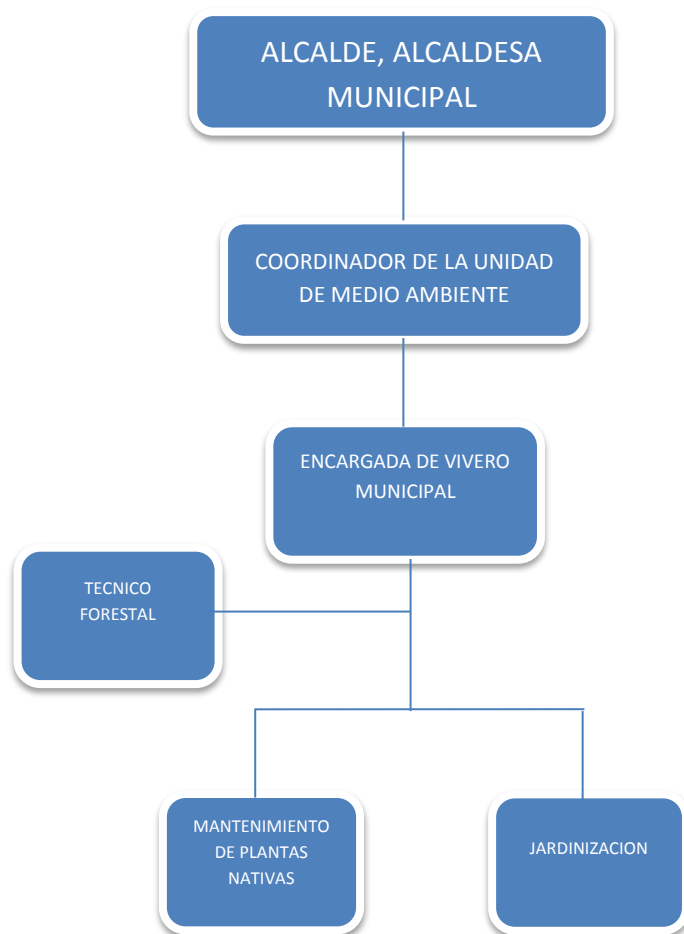 ALCALDE, ALCALDESA
MUNICIPAL
COORDINADOR DE LA UNIDAD
DE MEDIO AMBIENTE
ENCARGADA DE VIVERO
MUNICIPAL
TECNICO
FORESTAL
MANTENIMIENTO
DE PLANTAS
NATIVAS
JARDINIZACION